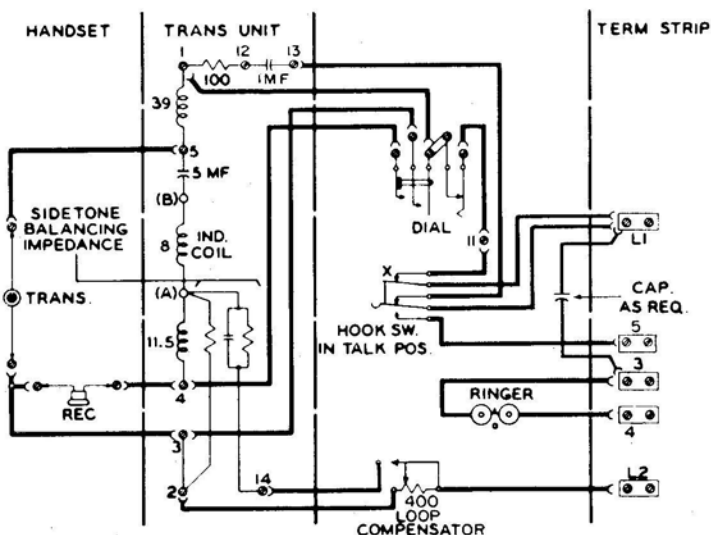 HANDSET
TRANS UNIT
TERM STRIP
1
12
13
100
1MF
39
5
5 MF
(B)
SIDETONE
BALANCING
IMPEDANCE
8
IND.
COIL
(A)
TRANS.
11.5
4
REC
3
2
14
DIAL
11
X
HOOK SW.
IN TALK POS.
L1
CAP.
AS REQ.
5
3
RINGER
4
L2
400
LOOP
COMPENSATOR